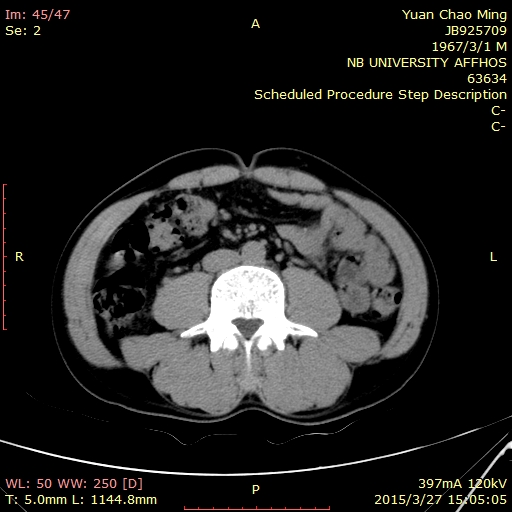 Im: 45/47
Se: 2
A
Yuan Chao Ming
JB925709
1967/3/1 M
NB UNIVERSITY AFFHOS
63634
Scheduled Procedure Step Description
C-
C-
R
L
WL: 50 WW: 250 [D]
T: 5.0mm L: 1144.8mm
P
397mA 120kV
2015/3/27 15:05:05